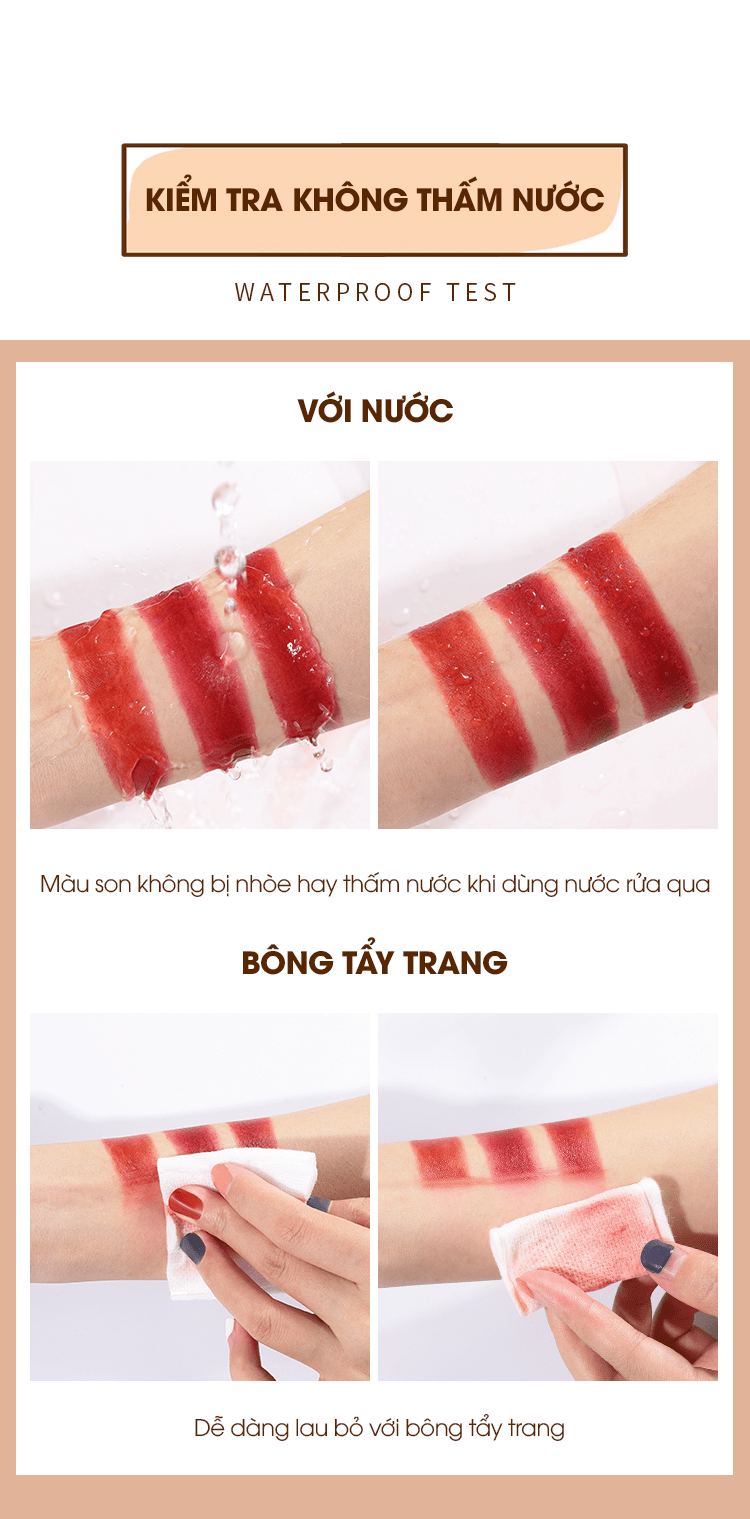 KIỂM TRA KHÔNG THẤM NƯỚC
WATERPROOF TEST
VỚI NƯỚC
Màu son không bị nhòe hay thấm nước khi dùng nước rửa qua
BÔNG TẨY TRANG
Dễ dàng lau bỏ với bông tẩy trang